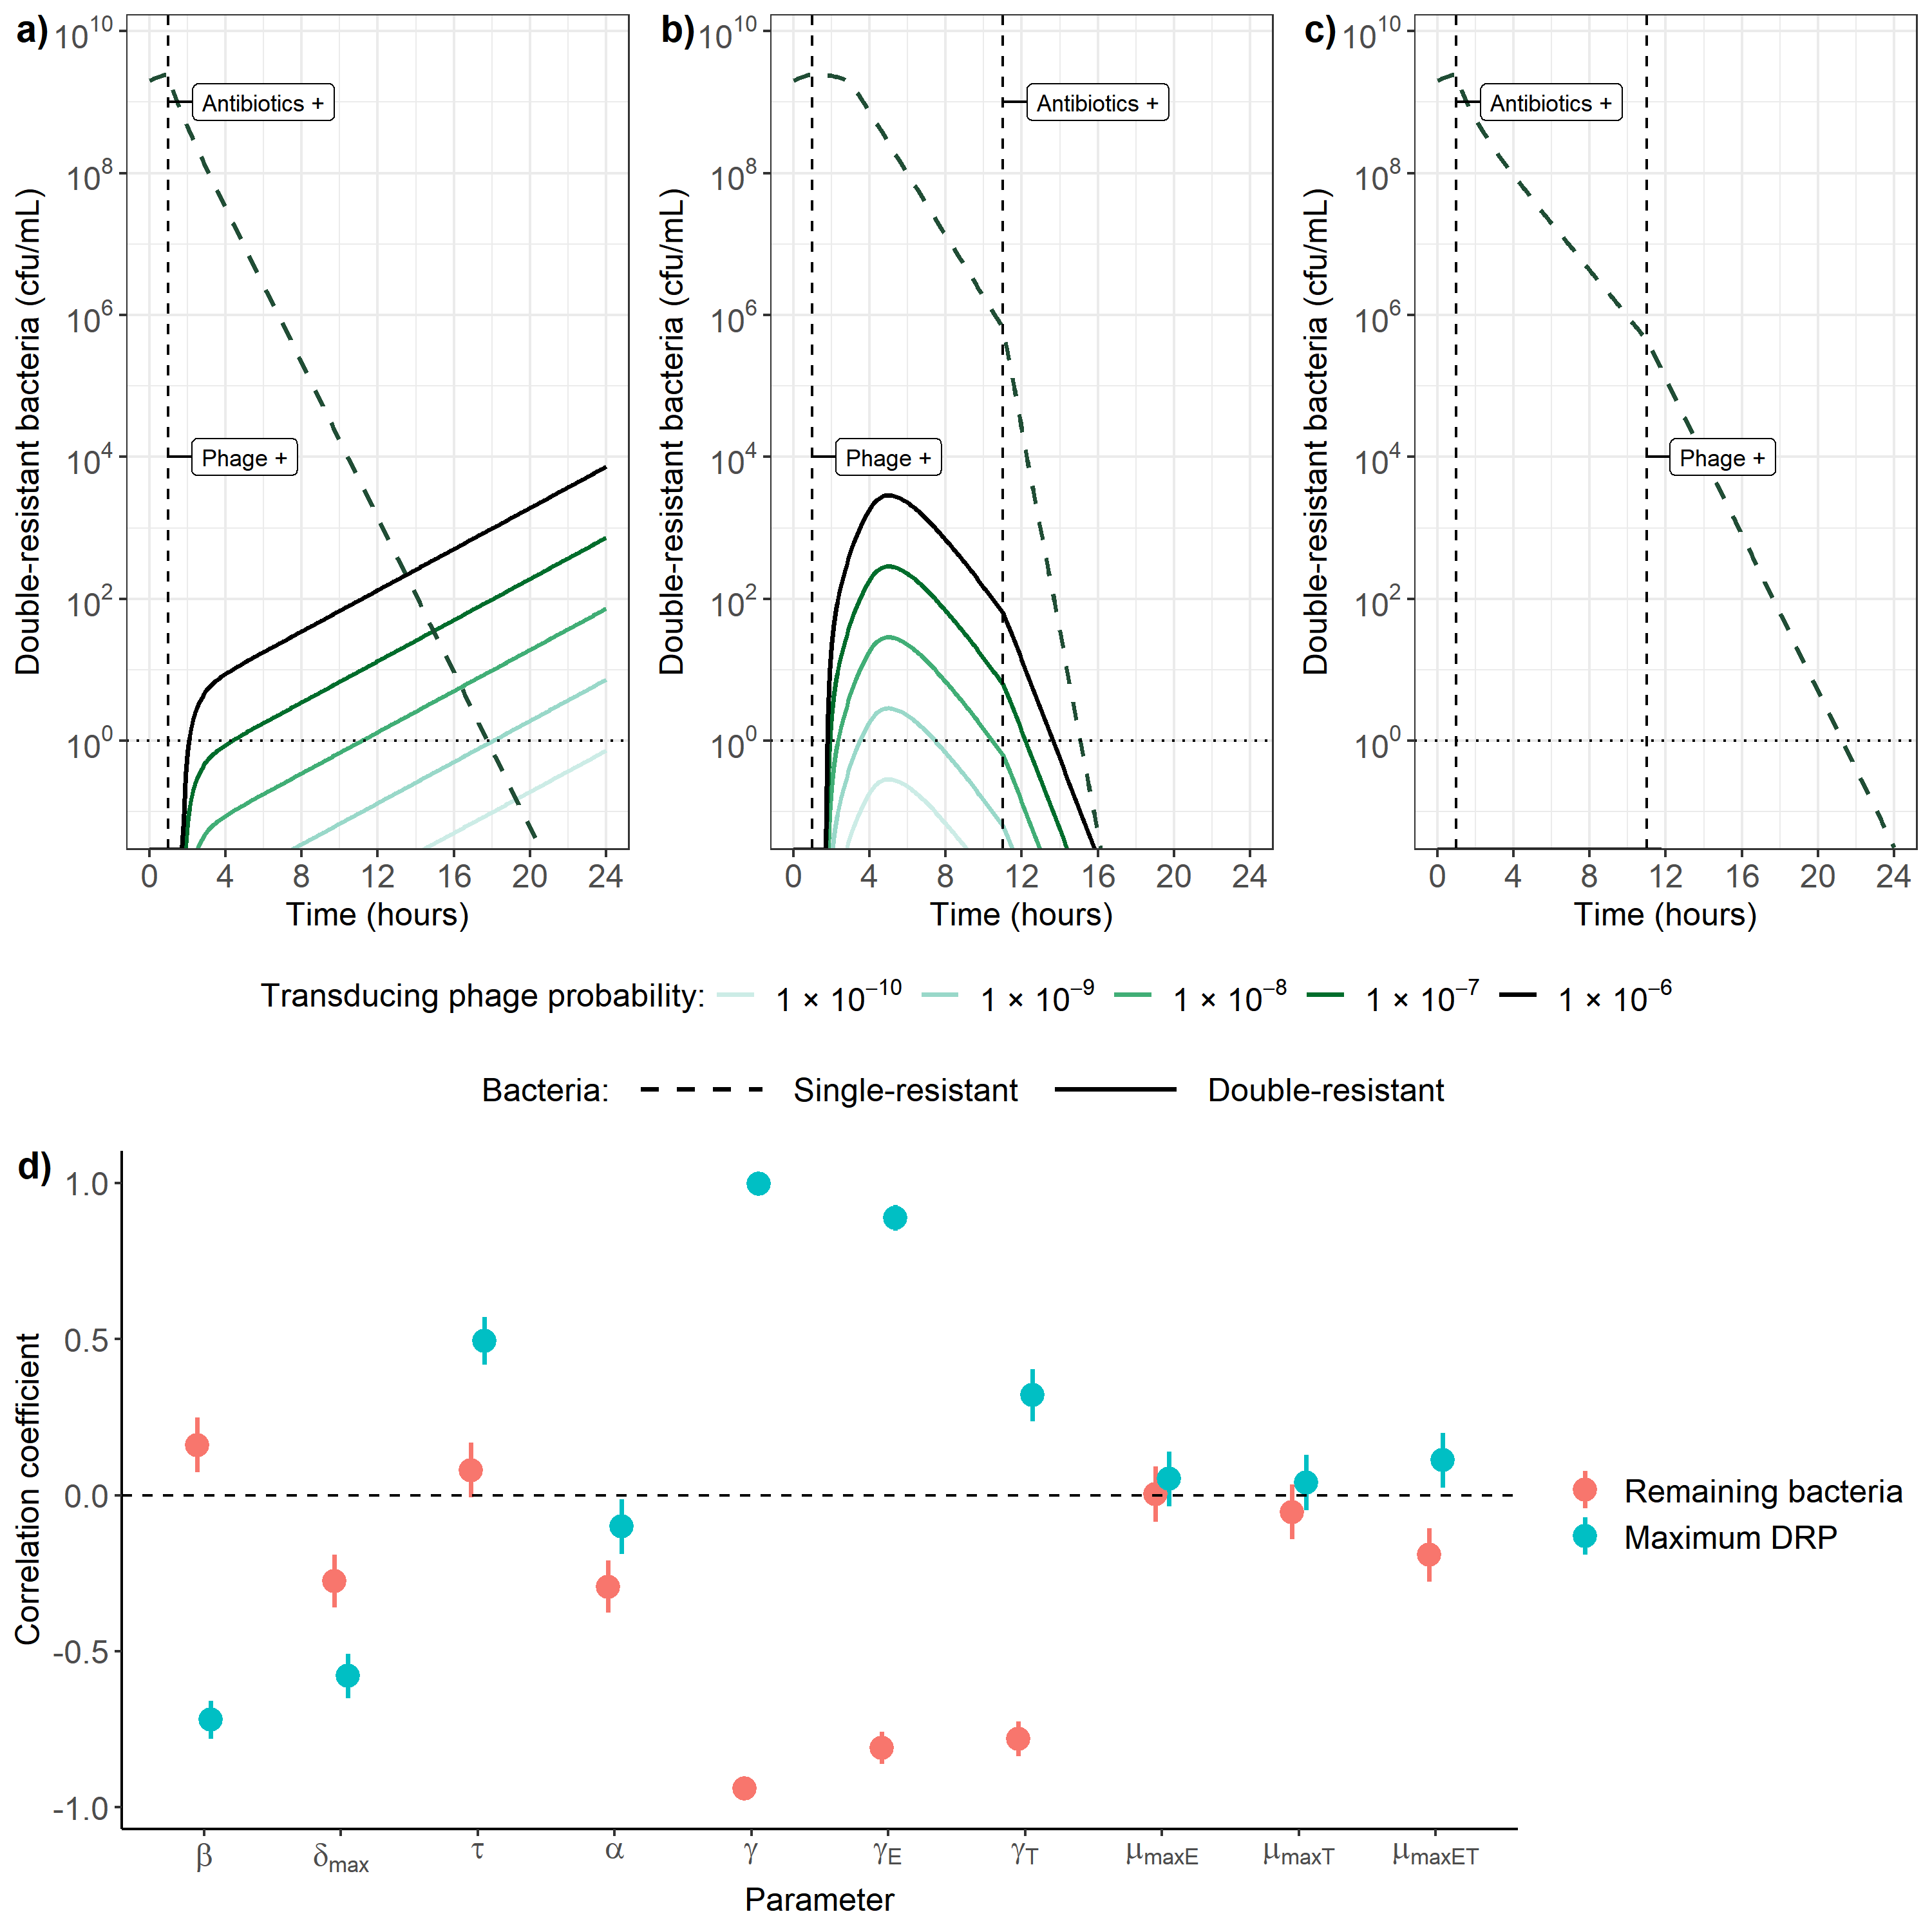 a)
Double-resistant bacteria (cfu/mL)
10^10
10^8
10^6
10^4
10^2
10^0
Antibiotics +
Phage +
0 4 8 12 16 20 24
Time (hours)
b)
Double-resistant bacteria (cfu/mL)
10^10
10^8
10^6
10^4
10^2
10^0
Antibiotics +
Phage +
0 4 8 12 16 20 24
Time (hours)
c)
Double-resistant bacteria (cfu/mL)
10^10
10^8
10^6
10^4
10^2
10^0
Antibiotics +
Phage +
0 4 8 12 16 20 24
Time (hours)
Transducing phage probability: 1 × 10^−10 1 × 10^−9 1 × 10^−8 1 × 10^−7 1 × 10^−6
Bacteria: Single-resistant Double-resistant
d)
Correlation coefficient
1.0
0.5
0.0
-0.5
-1.0
β δ_max τ α γ γ_E γ_T μ_maxE μ_maxT μ_maxET
Parameter
Remaining bacteria
Maximum DRP